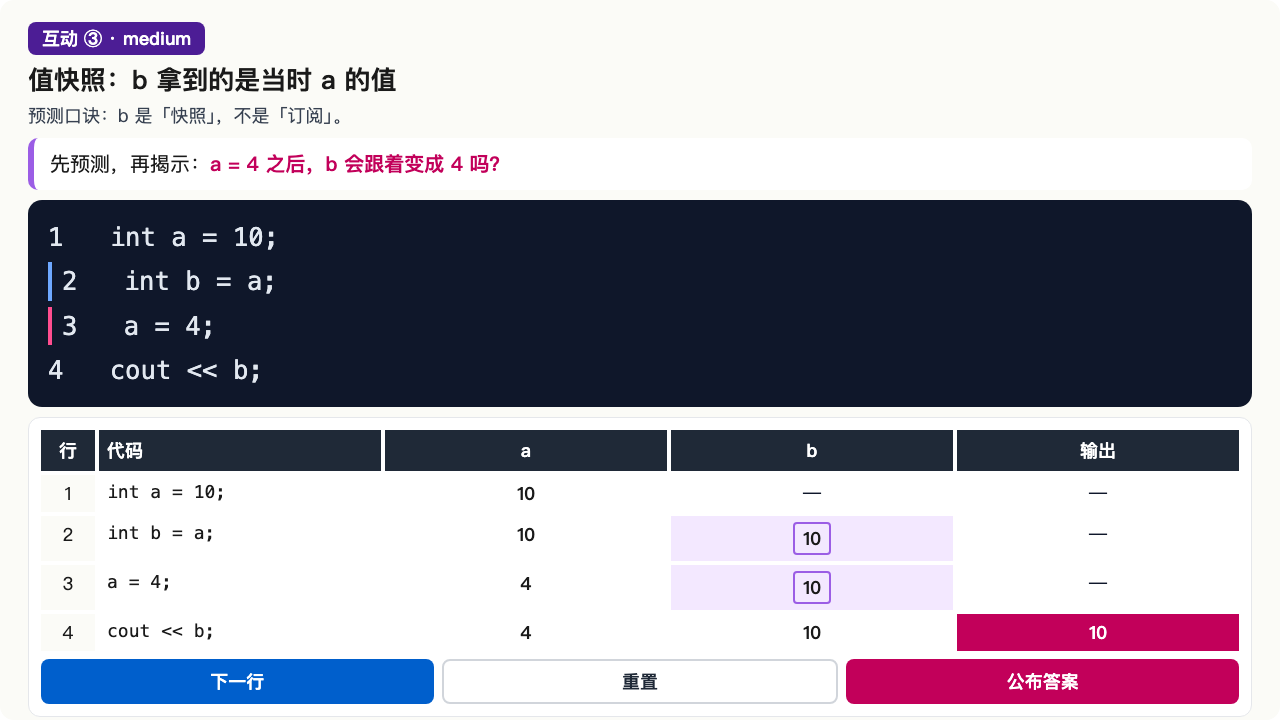 互动 ③ · medium
值快照：b 拿到的是当时 a 的值
预测口诀：b 是「快照」，不是「订阅」。
先预测，再揭示：a = 4 之后，b 会跟着变成 4 吗？
1 int a = 10;
2 int b = a;
3 a = 4;
4 cout << b;
行 代码 a b 输出
1 int a = 10; 10 — —
2 int b = a; 10 10 —
3 a = 4; 4 10 —
4 cout << b; 4 10 10
下一行 重置 公布答案